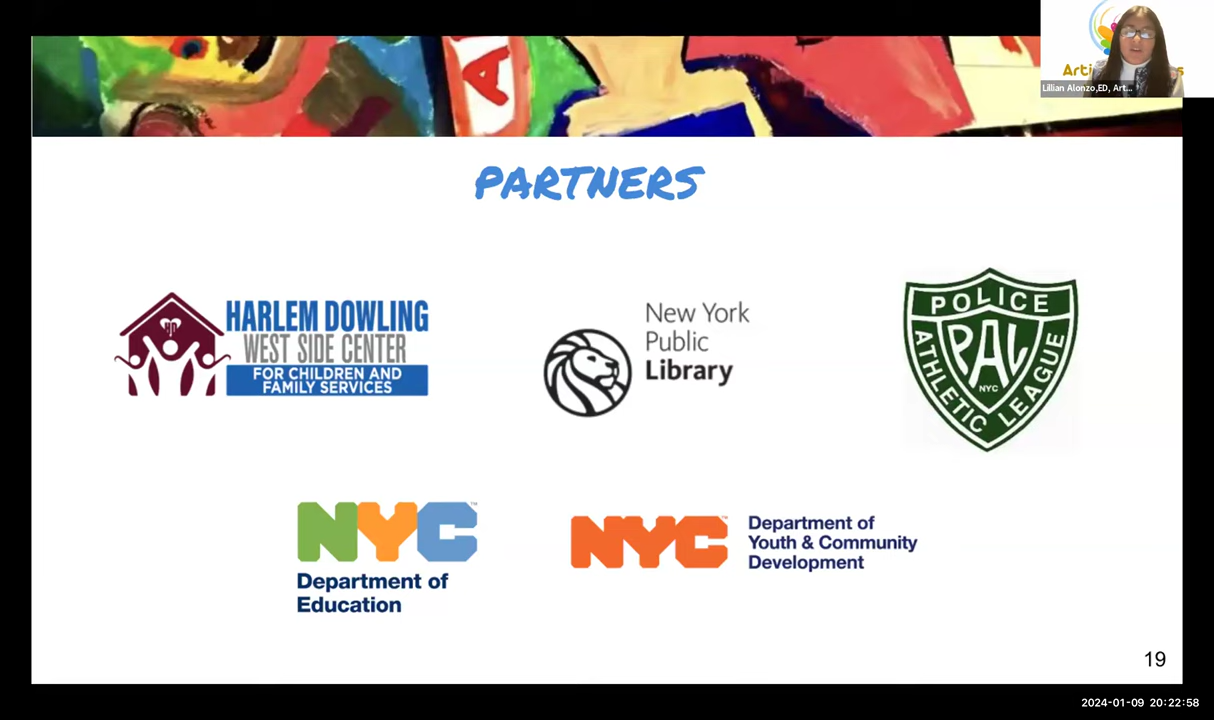 A
Lillian Alonzo,ED, Art...
PARTNERS
HARLEM DOWLING
WEST SIDE CENTER
FOR CHILDREN AND
FAMILY SERVICES
New York
Public
Library
POLICE
ATHLETIC LEAGUE
PAL
NYC
NYC
Department of
Education
NYC
Department of
Youth & Community
Development
19
2024-01-09 20:22:58